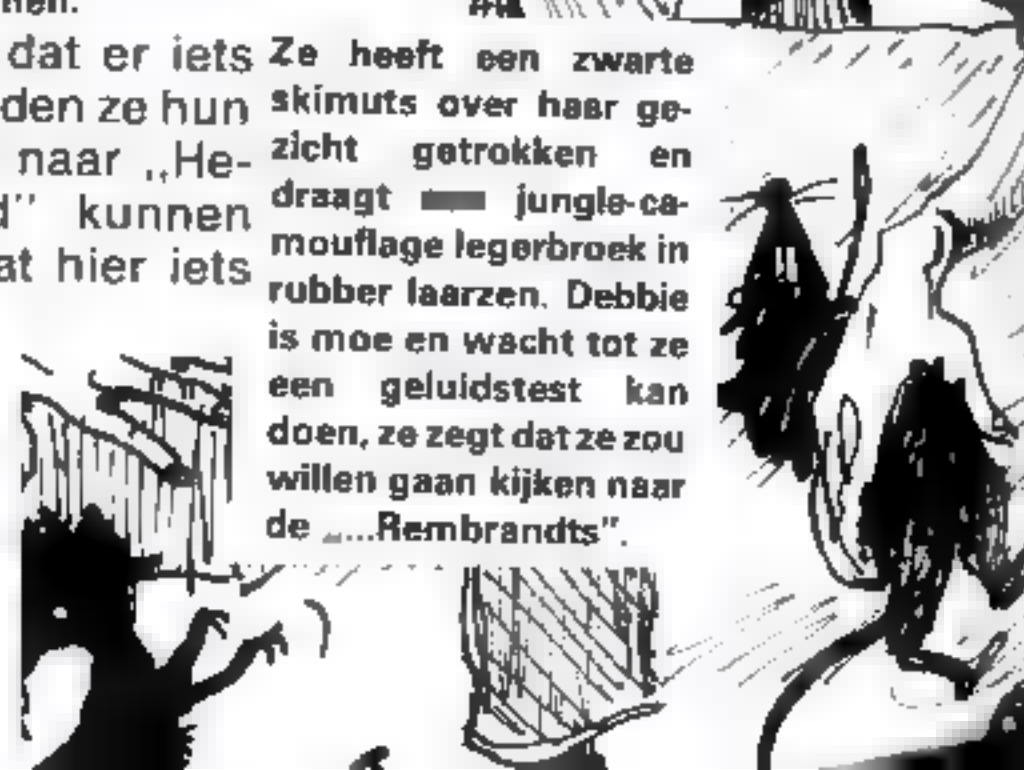 dat er iets
den ze hun
naar „He-
d" kunnen
at hier iets
Ze heeft een zwarte
skimuts over haar ge-
zicht getrokken en
draagt jungle-ca-
mouflage legerbroek in
rubber laarzen. Debbie
is moe en wacht tot ze
een geluidstest kan
doen, ze zegt dat ze zou
willen gaan kijken naar
de „...Rembrandts".